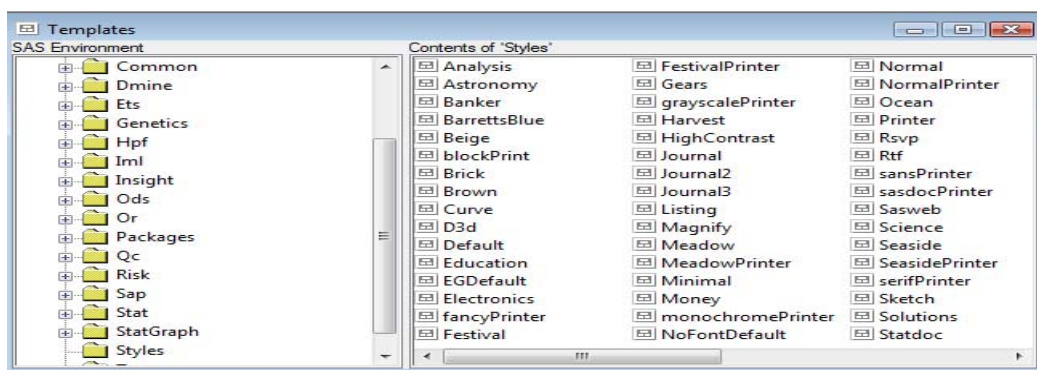 Templates
SAS Environment
Common
Dmine
Ets
Genetics
Hpf
Iml
Insight
Ods
Or
Packages
Qc
Risk
Sap
Stat
StatGraph
Styles
Contents of 'Styles'
Analysis
Astronomy
Banker
BarrettsBlue
Beige
blockPrint
Brick
Brown
Curve
D3d
Default
Education
EGDefault
Electronics
fancyPrinter
Festival
FestivalPrinter
Gears
grayscalePrinter
Harvest
HighContrast
Journal
Journal2
Journal3
Listing
Magnify
Meadow
MeadowPrinter
Minimal
Money
monochromePrinter
NoFontDefault
Normal
NormalPrinter
Ocean
Printer
Rsvp
Rtf
sansPrinter
sasdocPrinter
Sasweb
Science
Seaside
SeasidePrinter
serifPrinter
Sketch
Solutions
Statdoc